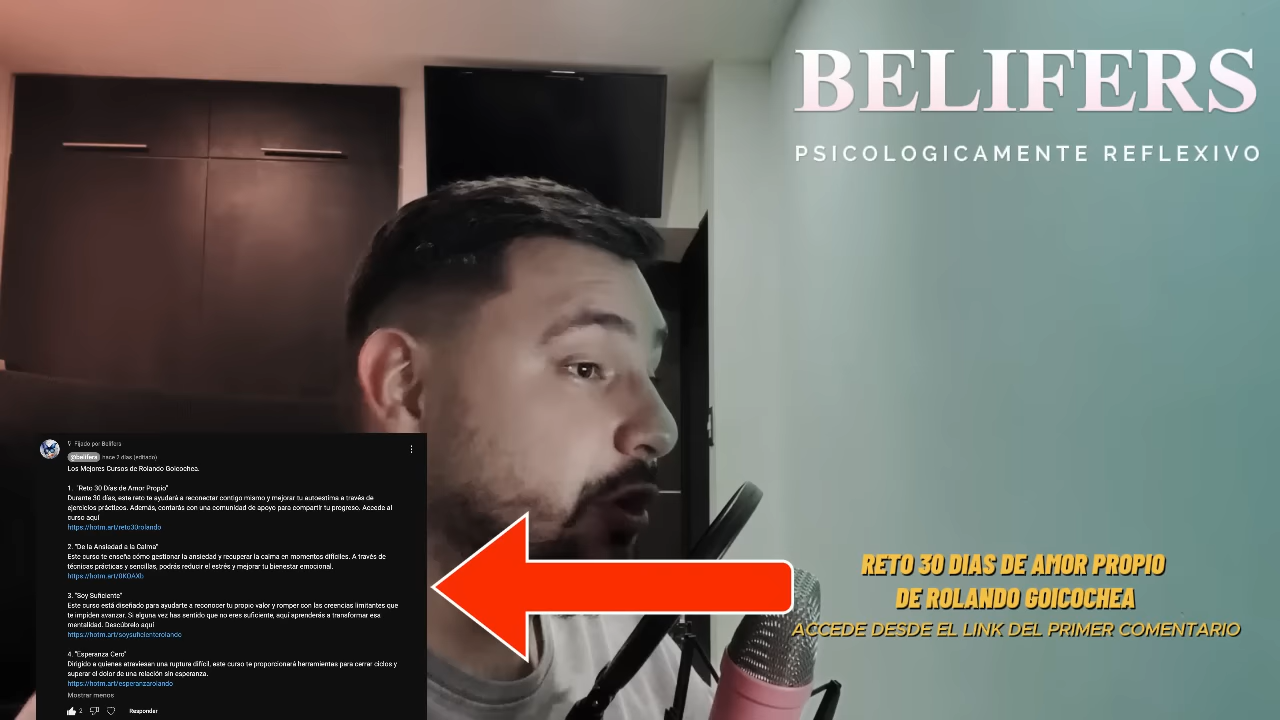 BELIFERS
PSICOLOGICAMENTE REFLEXIVO
Fijado por Belifers
@belifers hace 2 días (editado)
Los Mejores Cursos de Rolando Goicochea.
1. "Reto 30 Días de Amor Propio"
Durante 30 días, este reto te ayudará a reconectar contigo mismo y mejorar tu autoestima a través de
ejercicios prácticos. Además, contarás con una comunidad de apoyo para compartir tu progreso. Accede al
curso aquí
https://hotm.art/reto30rolando
2. "De la Ansiedad a la Calma"
Este curso te enseña cómo gestionar la ansiedad y recuperar la calma en momentos difíciles. A través de
técnicas prácticas y sencillas, podrás reducir el estrés y mejorar tu bienestar emocional.
3. "Soy Suficiente"
Este curso está diseñado para ayudarte a reconocer tu propio valor y romper con las creencias limitantes que
te impiden avanzar. Si alguna vez has sentido que no eres suficiente, aquí aprenderás a transformar esa
mentalidad. Descúbrelo aquí
https://hotm.art/soysuficienterolando
4. "Esperanza Cero"
Dirigido a quienes atraviesan una ruptura difícil, este curso te proporcionará herramientas para cerrar ciclos y
superar el dolor de una relación sin esperanza.
https://hotm.art/esperanzarolando
Mostrar menos
2 Responder
RETO 30 DIAS DE AMOR PROPIO
DE ROLANDO GOICOCHEA
ACCEDE DESDE EL LINK DEL PRIMER COMENTARIO